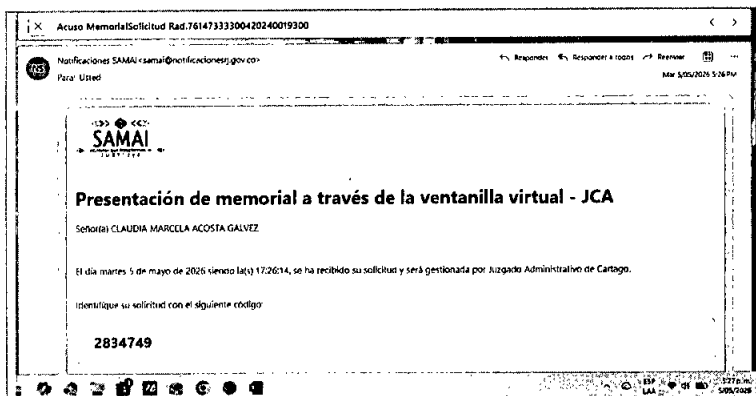 Acuso MemorialSolicitud Rad.76147333300420240019300
Notificaciones SAMAI <samai@notificacionesrj.gov.co>
Responder Responder a todos Reenviar
Para: Usted
Mar 5/05/2026 5:26 PM
SAMAI
Presentación de memorial a través de la ventanilla virtual - JCA
Señor(a) CLAUDIA MARCELA ACOSTA GALVEZ
El día martes 5 de mayo de 2026 siendo la(s) 17:26:14, se ha recibido su solicitud y será gestionada por Juzgado Administrativo de Cartago.
Identifique su solicitud con el siguiente código:
2834749
ESP
LAA
5:27 p.m.
5/05/2026